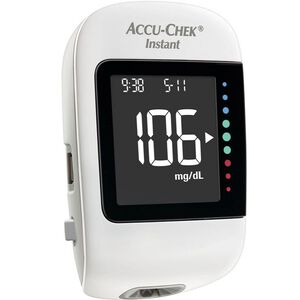 ACCU-CHEK®
Instant
9:38 5-11
106
mg/dL